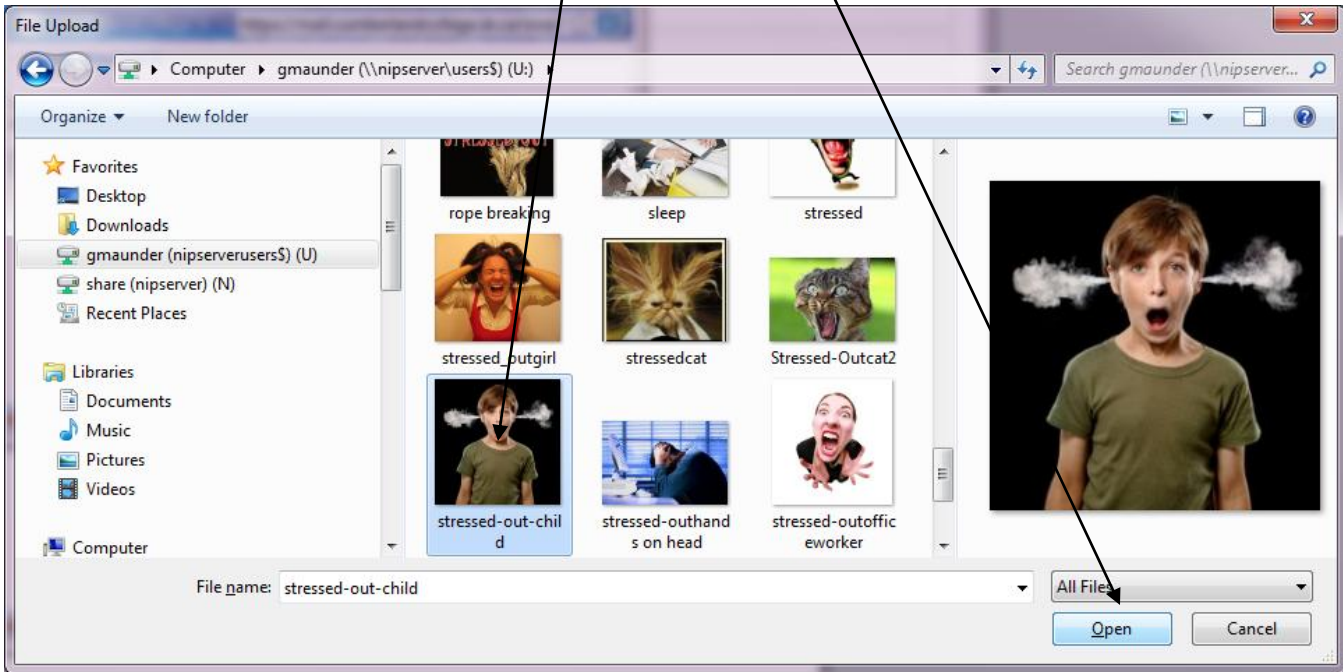 File Upload
Computer ▸ gmaunder (\\nipserver\users$) (U:) ▸
Search gmaunder (\\nipserver...
Organize ▾ New folder
Favorites
Desktop
Downloads
gmaunder (nipserverusers$) (U)
share (nipserver) (N)
Recent Places
Libraries
Documents
Music
Pictures
Videos
Computer
STRESSED OUT
rope breaking
sleep
stressed
stressed_outgirl
stressedcat
Stressed-Outcat2
stressed-out-chil
d
stressed-outhand
s on head
stressed-outoffic
eworker
File name: stressed-out-child
All Files
Open
Cancel